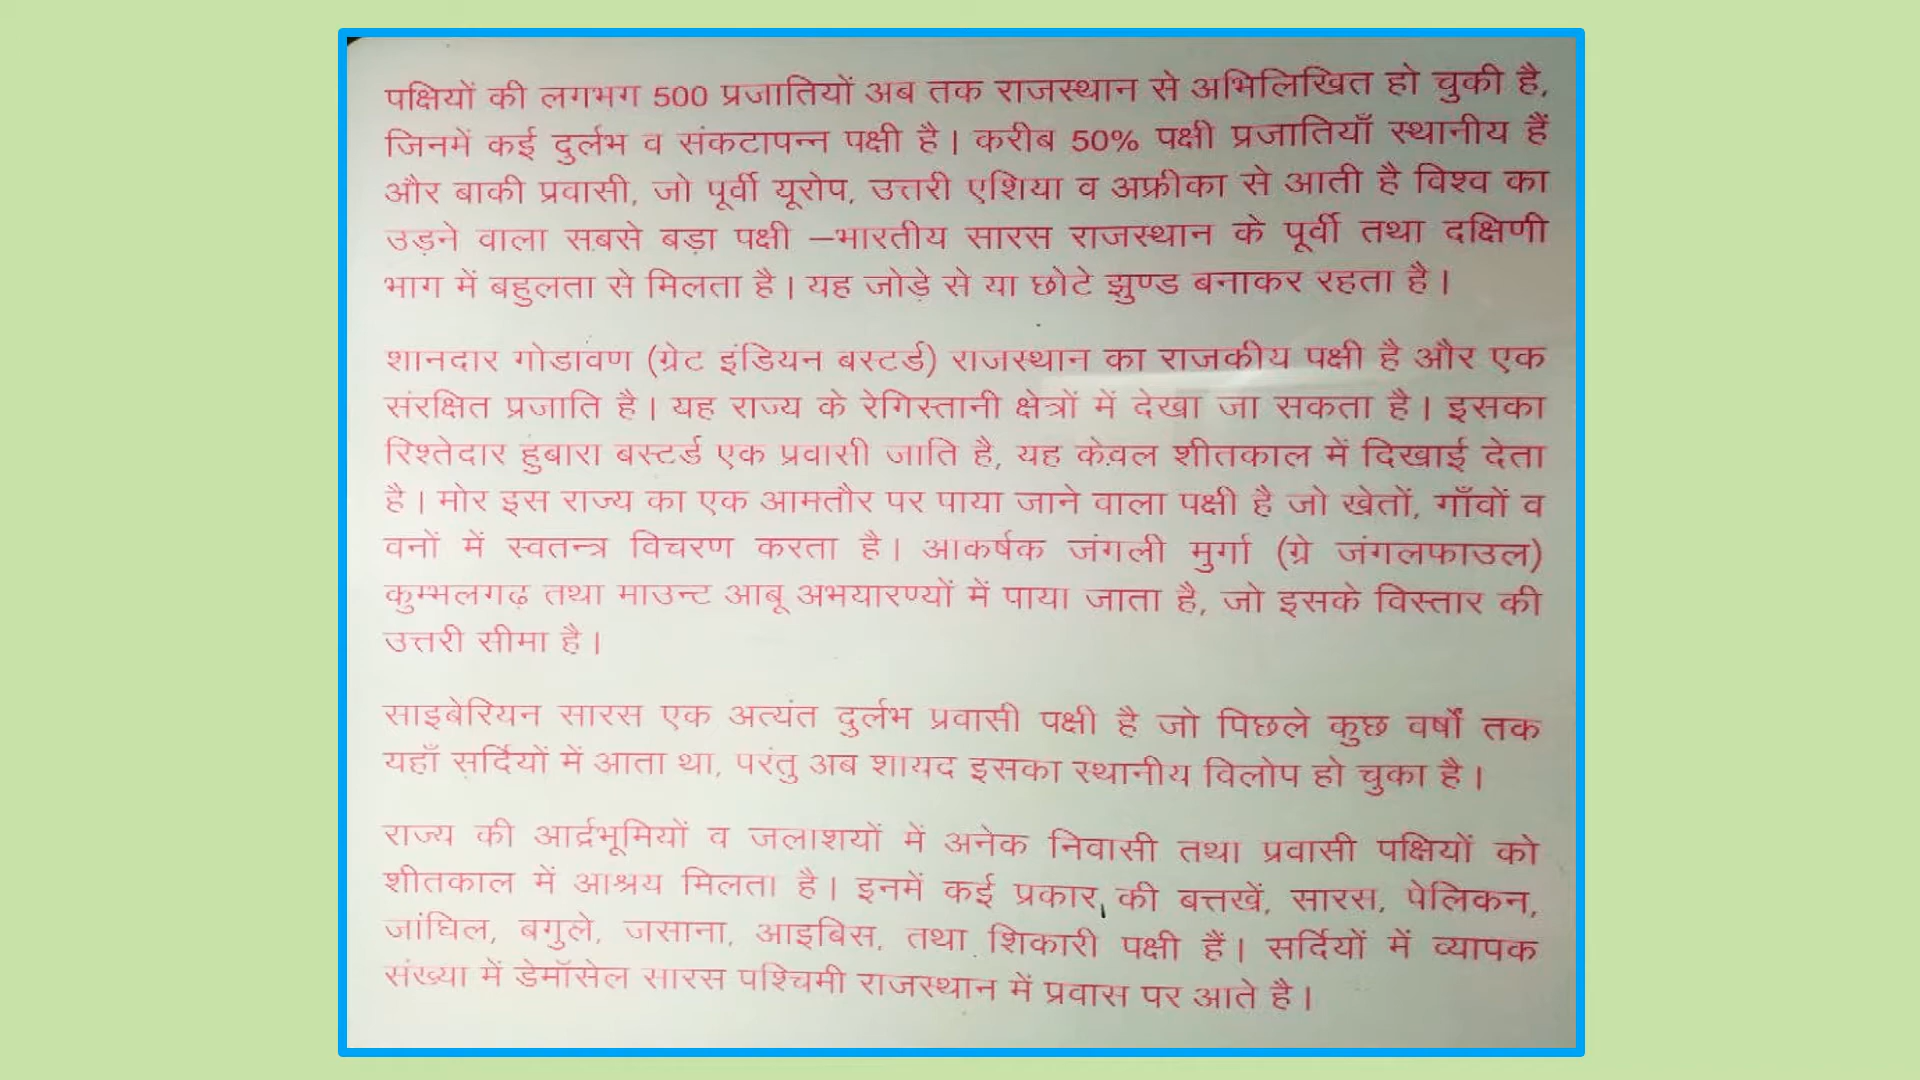 पक्षियों की लगभग 500 प्रजातियों अब तक राजस्थान से अभिलिखित हो चुकी है,
जिनमें कई दुर्लभ व संकटापन्न पक्षी है। करीब 50% पक्षी प्रजातियाँ स्थानीय हैं
और बाकी प्रवासी, जो पूर्वी यूरोप, उत्तरी एशिया व अफ्रीका से आती है विश्व का
उड़ने वाला सबसे बड़ा पक्षी –भारतीय सारस राजस्थान के पूर्वी तथा दक्षिणी
भाग में बहुलता से मिलता है। यह जोड़े से या छोटे झुण्ड बनाकर रहता है।
शानदार गोडावण (ग्रेट इंडियन बस्टर्ड) राजस्थान का राजकीय पक्षी है और एक
संरक्षित प्रजाति है। यह राज्य के रेगिस्तानी क्षेत्रों में देखा जा सकता है। इसका
रिश्तेदार हुबारा बस्टर्ड एक प्रवासी जाति है, यह केवल शीतकाल में दिखाई देता
है। मोर इस राज्य का एक आमतौर पर पाया जाने वाला पक्षी है जो खेतों, गाँवों व
वनों में स्वतन्त्र विचरण करता है। आकर्षक जंगली मुर्गा (ग्रे जंगलफाउल)
कुम्भलगढ़ तथा माउन्ट आबू अभयारण्यों में पाया जाता है, जो इसके विस्तार की
उत्तरी सीमा है।
साइबेरियन सारस एक अत्यंत दुर्लभ प्रवासी पक्षी है जो पिछले कुछ वर्षों तक
यहाँ सर्दियों में आता था, परंतु अब शायद इसका स्थानीय विलोप हो चुका है।
राज्य की आर्द्रभूमियों व जलाशयों में अनेक निवासी तथा प्रवासी पक्षियों को
शीतकाल में आश्रय मिलता है। इनमें कई प्रकार की बत्तखें, सारस, पेलिकन,
जांघिल, बगुले, जसाना, आइबिस, तथा शिकारी पक्षी हैं। सर्दियों में व्यापक
संख्या में डेमॉसेल सारस पश्चिमी राजस्थान में प्रवास पर आते है।